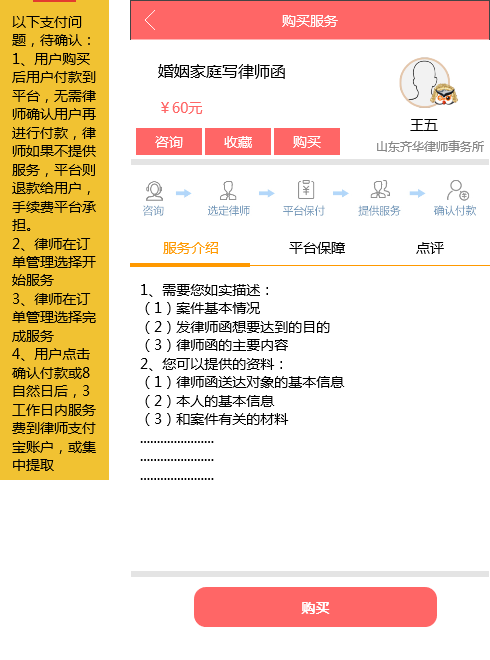 以下支付问
题，待确认：
1、用户购买
后用户付款到
平台，无需律
师确认用户再
进行付款，律
师如果不提供
服务，平台则
退款给用户，
手续费平台承
担。
2、律师在订
单管理选择开
始服务
3、律师在订
单管理选择完
成服务
4、用户点击
确认付款或8
自然日后，3
工作日内服务
费到律师支付
宝账户，或集
中提取
购买服务
婚姻家庭写律师函
￥60元
王五
咨询 收藏 购买
山东齐华律师事务所
咨询 选定律师 平台保付 提供服务 确认付款
服务介绍 平台保障 点评
1、需要您如实描述：
（1）案件基本情况
（2）发律师函想要达到的目的
（3）律师函的主要内容
2、您可以提供的资料：
（1）律师函送达对象的基本信息
（2）本人的基本信息
（3）和案件有关的材料
......................
......................
......................
购买